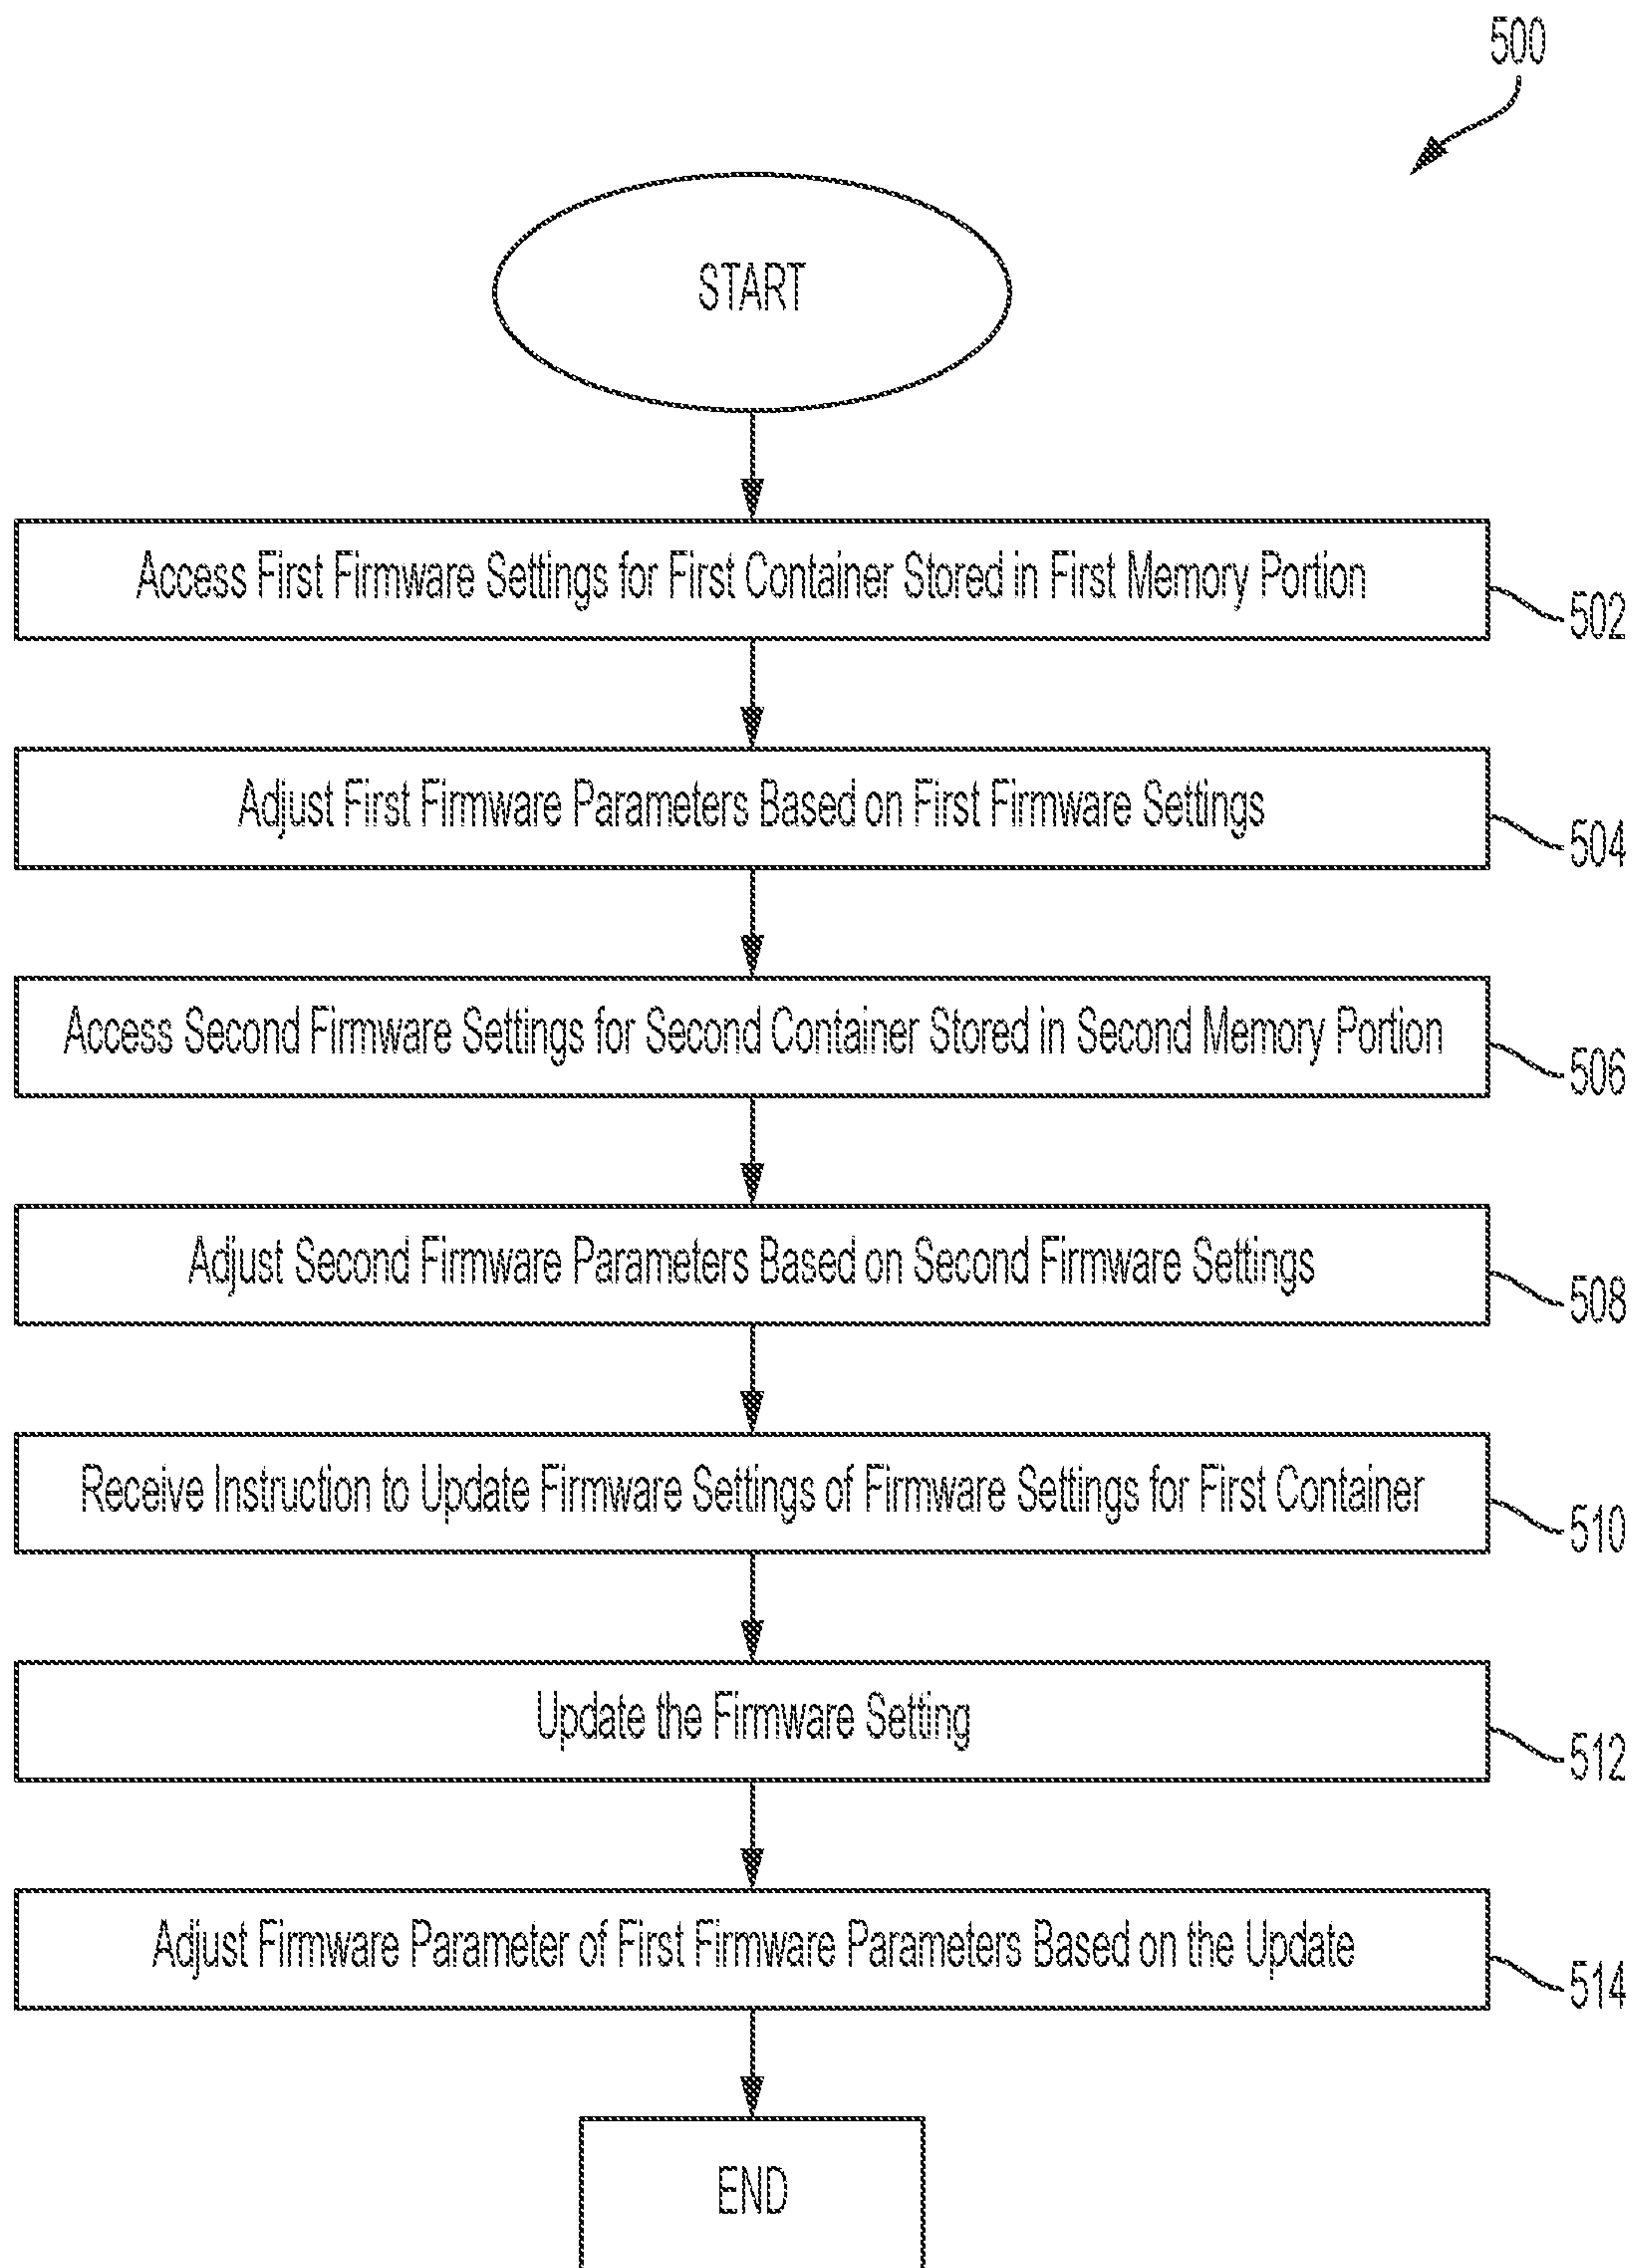 500
START
Access First Firmware Settings for First Container Stored in First Memory Portion
502
Adjust First Firmware Parameters Based on First Firmware Settings
504
Access Second Firmware Settings for Second Container Stored in Second Memory Portion
506
Adjust Second Firmware Parameters Based on Second Firmware Settings
508
Receive Instruction to Update Firmware Settings of Firmware Settings for First Container
510
Update the Firmware Setting
512
Adjust Firmware Parameter of First Firmware Parameters Based on the Update
514
END